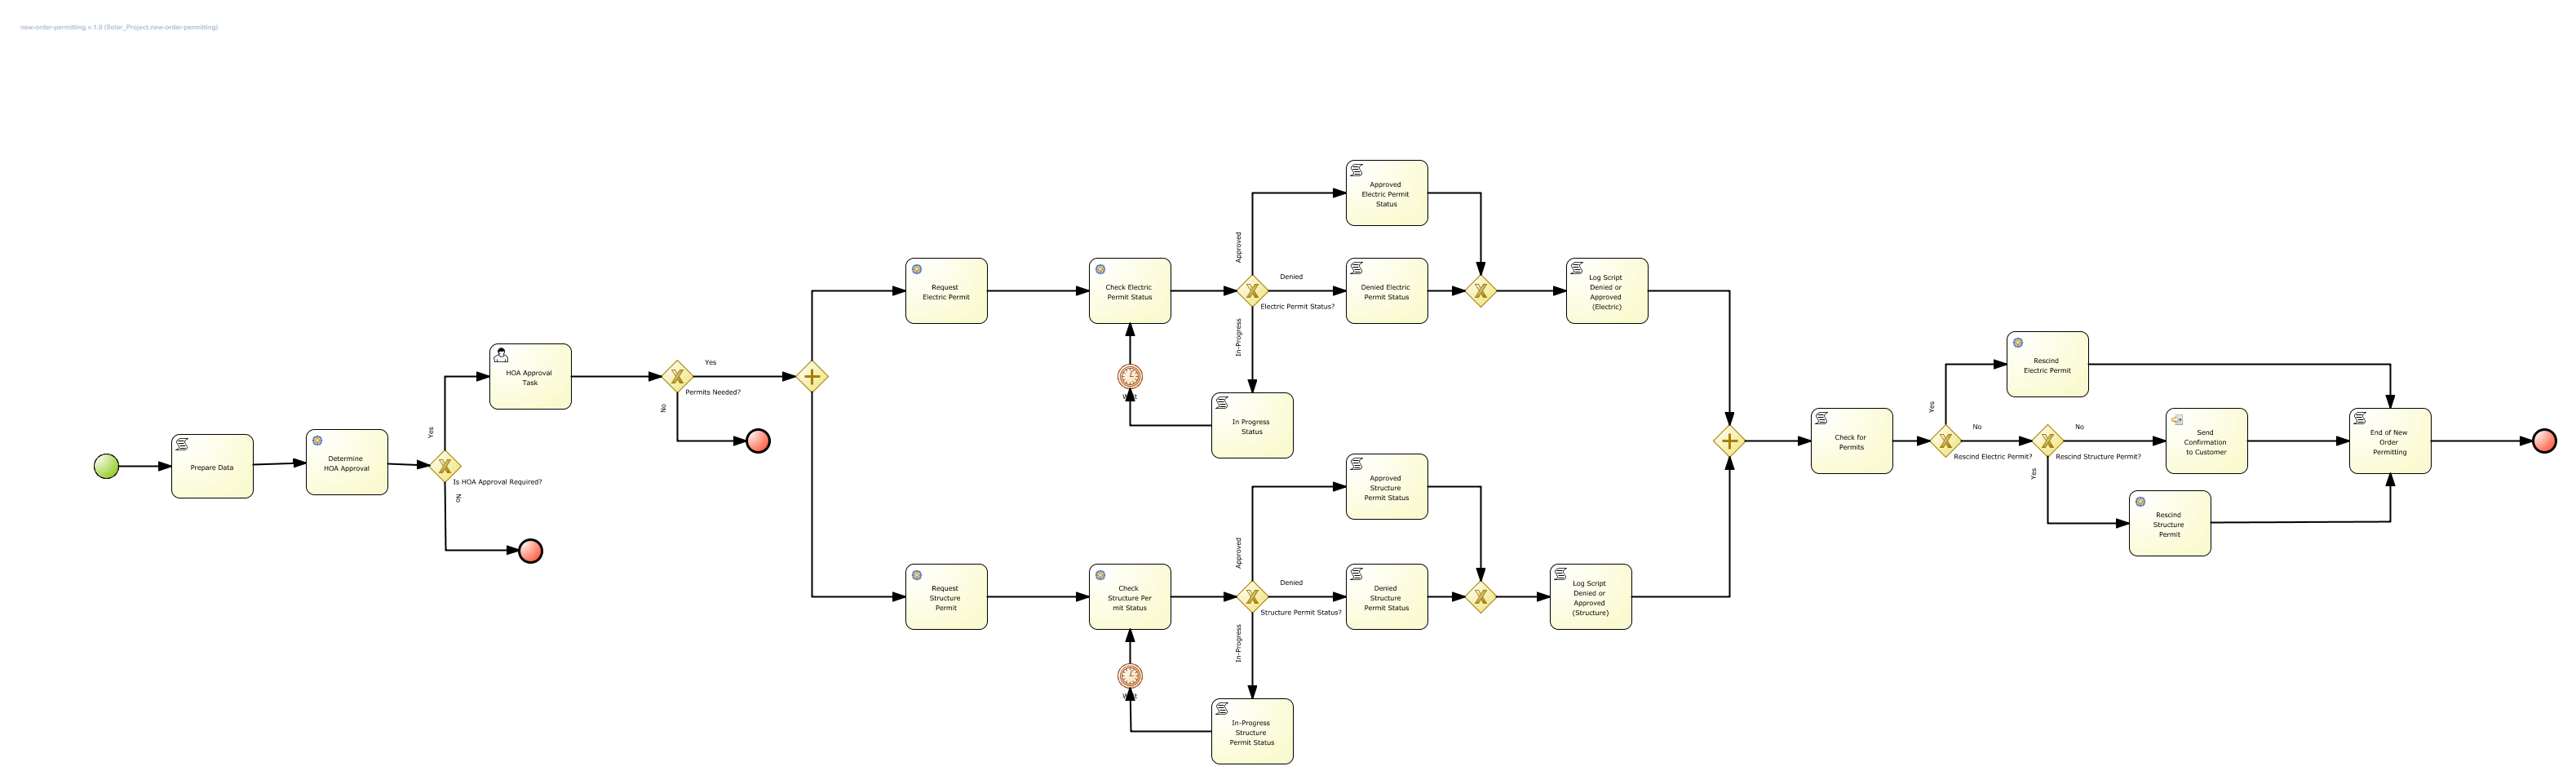 new-order-permitting v.1.0 (Solar_Project.new-order-permitting)
Prepare Data
Determine
HOA Approval
Is HOA Approval Required?
Yes
No
HOA Approval
Task
Permits Needed?
Yes
No
Request
Electric Permit
Check Electric
Permit Status
Electric Permit Status?
Approved
Denied
In-Progress
Approved
Electric Permit
Status
Denied Electric
Permit Status
In Progress
Status
Log Script
Denied or
Approved
(Electric)
Request
Structure
Permit
Check
Structure Per
mit Status
Structure Permit Status?
Approved
Denied
In-Progress
Approved
Structure
Permit Status
Denied
Structure
Permit Status
In-Progress
Structure
Permit Status
Log Script
Denied or
Approved
(Structure)
Check for
Permits
Rescind Electric Permit?
Yes
No
Rescind
Electric Permit
Rescind Structure Permit?
No
Yes
Send
Confirmation
to Customer
Rescind
Structure
Permit
End of New
Order
Permitting